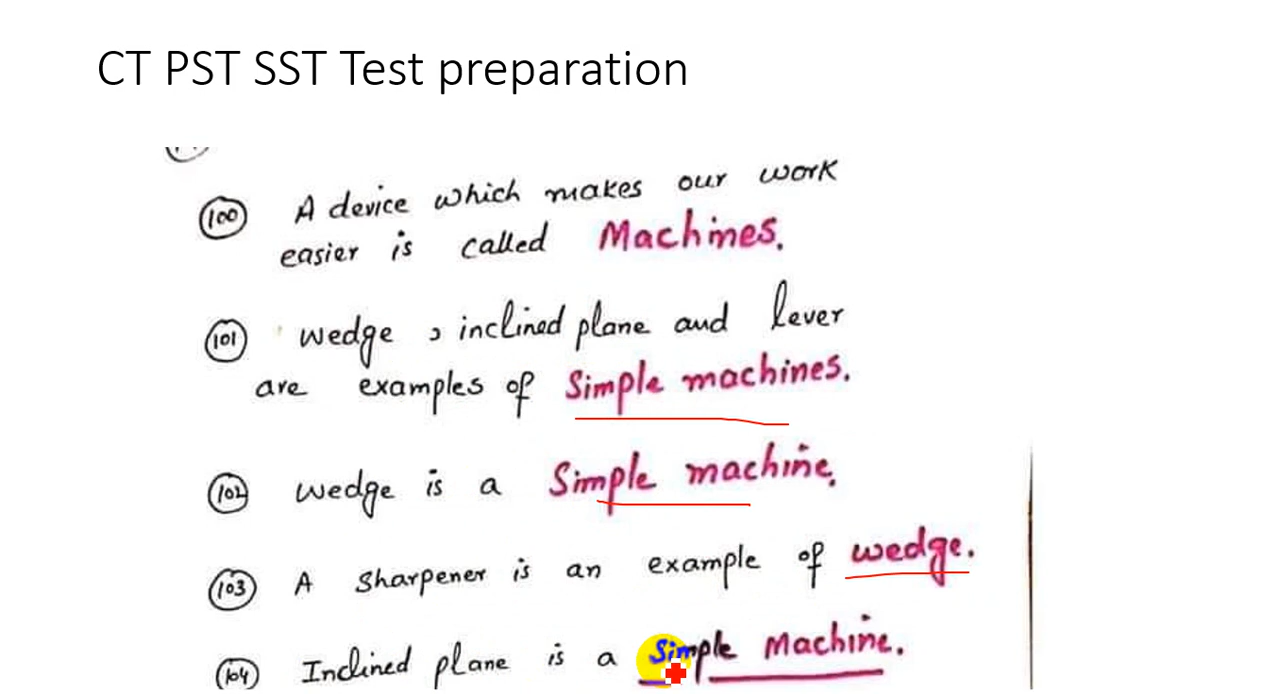 CT PST SST Test preparation
100 A device which makes our work
easier is called Machines.
101 wedge, inclined plane and lever
are examples of Simple machines.
102 wedge is a Simple machine.
103 A Sharpener is an example of wedge.
104 Inclined plane is a Simple Machine.